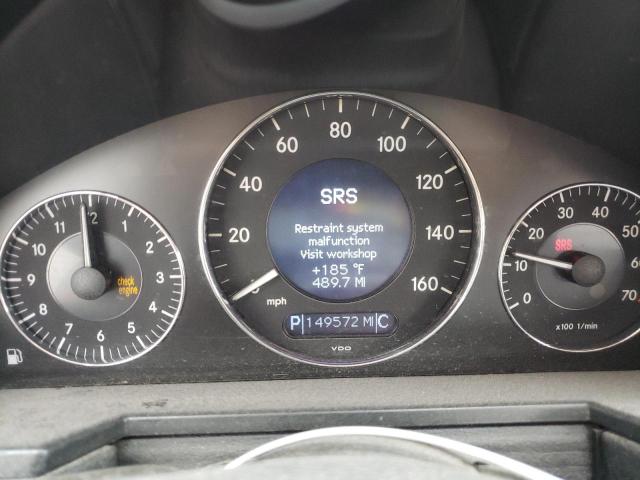 12
1
2
3
4
5
6
7
8
9
10
11
check
engine
0
20
40
60
80
100
120
140
160
mph
SRS
Restraint system
malfunction
Visit workshop
+185 °F
489.7 MI
P 149572 MI C
VDO
0
10
20
30
40
50
60
70
SRS
x100 1/min